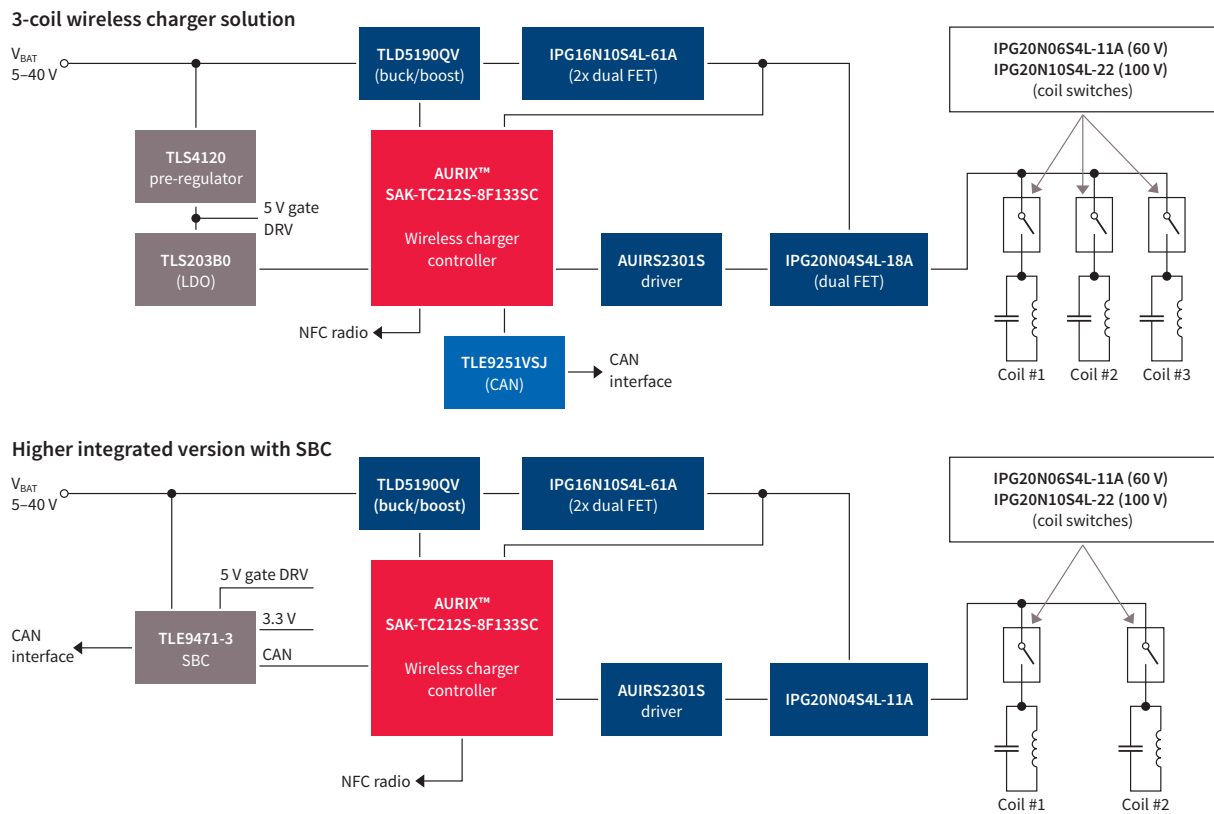 3-coil wireless charger solution
VBAT
5–40 V
TLD5190QV
(buck/boost)
IPG16N10S4L-61A
(2x dual FET)
IPG20N06S4L-11A (60 V)
IPG20N10S4L-22 (100 V)
(coil switches)
TLS4120
pre-regulator
AURIX™
SAK-TC212S-8F133SC
Wireless charger
controller
5 V gate
DRV
TLS203B0
(LDO)
AUIRS2301S
driver
IPG20N04S4L-18A
(dual FET)
NFC radio
TLE9251VSJ
(CAN)
CAN
interface
Coil #1
Coil #2
Coil #3
Higher integrated version with SBC
VBAT
5–40 V
TLD5190QV
(buck/boost)
IPG16N10S4L-61A
(2x dual FET)
IPG20N06S4L-11A (60 V)
IPG20N10S4L-22 (100 V)
(coil switches)
5 V gate DRV
3.3 V
CAN
CAN
interface
TLE9471-3
SBC
AURIX™
SAK-TC212S-8F133SC
Wireless charger
controller
AUIRS2301S
driver
IPG20N04S4L-11A
NFC radio
Coil #1
Coil #2